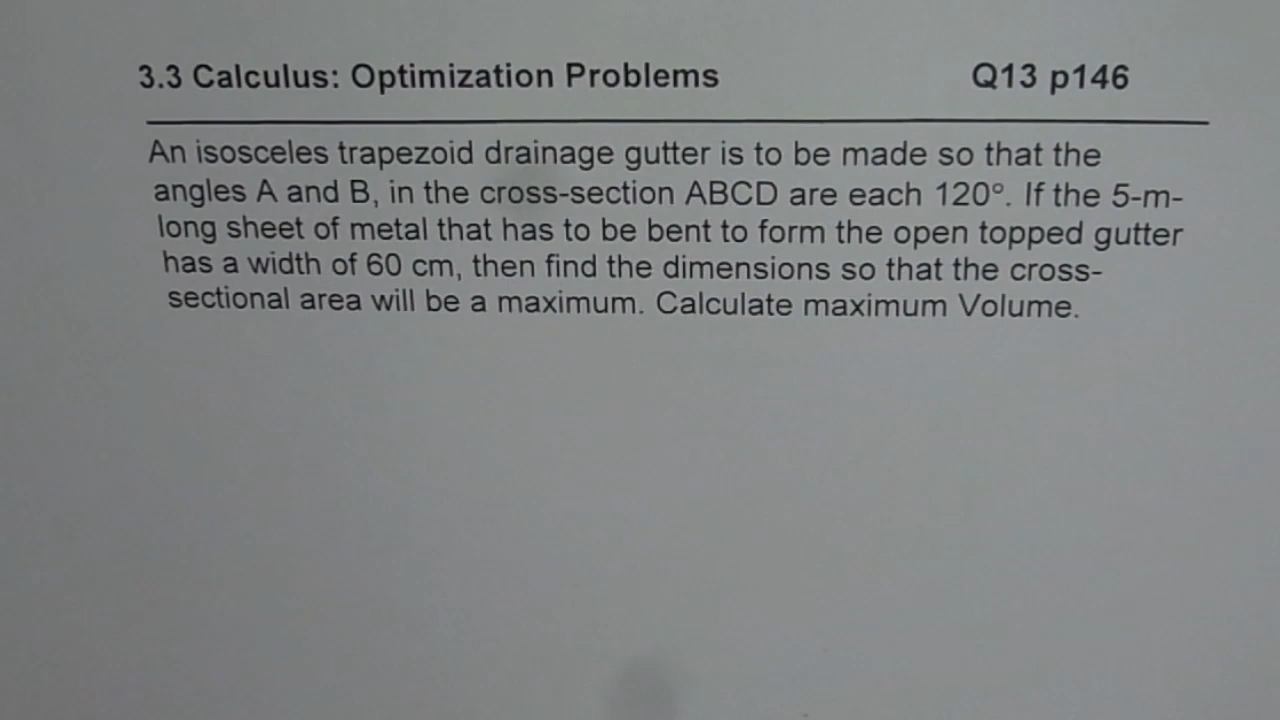 3.3 Calculus: Optimization Problems Q13 p146
An isosceles trapezoid drainage gutter is to be made so that the
angles A and B, in the cross-section ABCD are each 120°. If the 5-m-
long sheet of metal that has to be bent to form the open topped gutter
has a width of 60 cm, then find the dimensions so that the cross-
sectional area will be a maximum. Calculate maximum Volume.